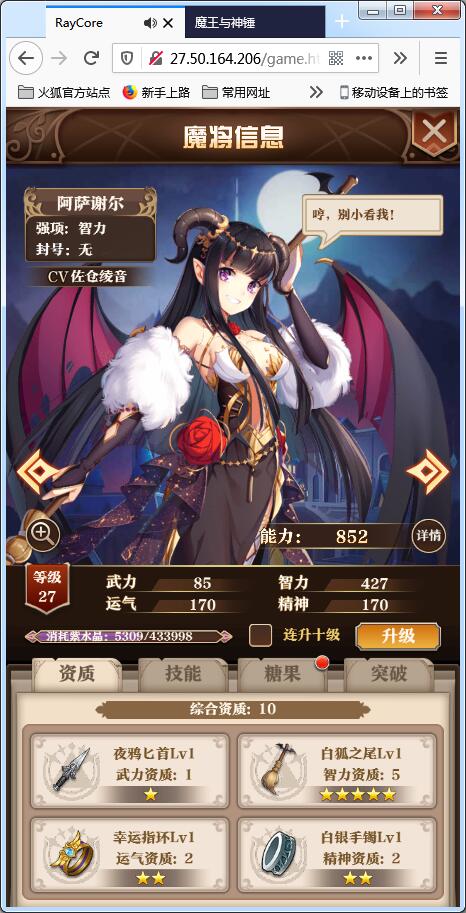 RayCore
魔王与神锤
27.50.164.206/game.h
火狐官方站点
新手上路
常用网址
移动设备上的书签
魔将信息
阿萨谢尔
强项：智力
封号：无
CV佐仓绫音
哼，别小看我！
能力： 852
详情
等级
27
武力 85
智力 427
运气 170
精神 170
消耗紫水晶：5309/433998
连升十级
升级
资质
技能
糖果
突破
综合资质：10
夜鸦匕首Lv1
武力资质：1
白狐之尾Lv1
智力资质：5
幸运指环Lv1
运气资质：2
白银手镯Lv1
精神资质：2